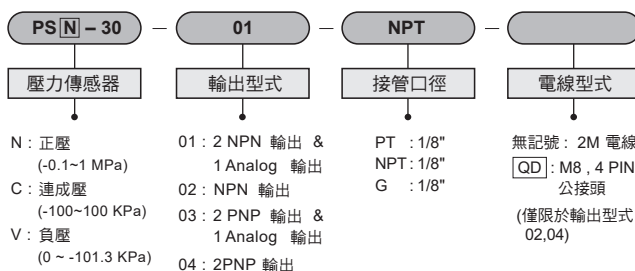 PS N – 30 — 01 — NPT —
壓力傳感器 輸出型式 接管口徑 電線型式
N : 正壓
(-0.1~1 MPa)
C : 連成壓
(-100~100 KPa)
V : 負壓
(0 ~ -101.3 KPa)
01 : 2 NPN 輸出 &
1 Analog 輸出
02 : NPN 輸出
03 : 2 PNP 輸出 &
1 Analog 輸出
04 : 2PNP 輸出
PT : 1/8"
NPT : 1/8"
G : 1/8"
無記號 : 2M 電線
QD : M8 , 4 PIN
公接頭
(僅限於輸出型式
02,04)